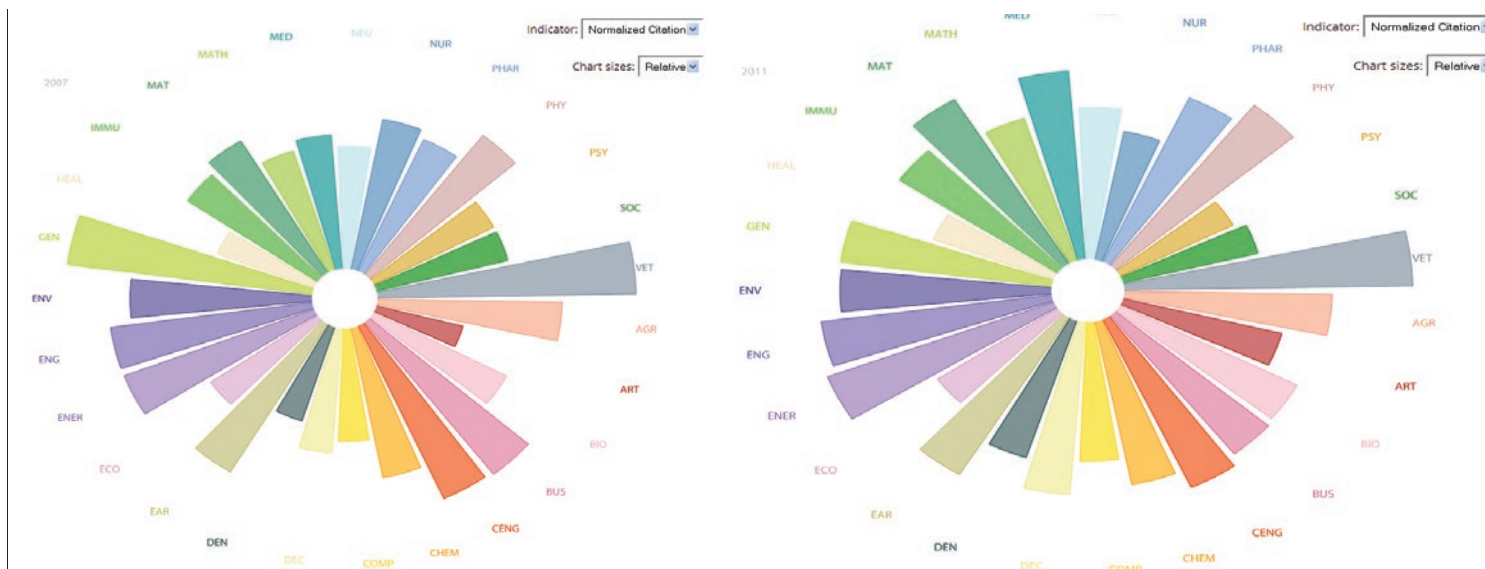 Indicator: Normalized Citation
Chart sizes: Relative
2007
MED
NEU
NUR
MATH
PHAR
MAT
PHY
IMMU
PSY
HEAL
SOC
GEN
VET
ENV
AGR
ENG
ART
ENER
BIO
ECO
BUS
EAR
CENG
DEN
CHEM
DEC
COMP
Indicator: Normalized Citation
Chart sizes: Relative
2011
MED
NUR
MATH
PHAR
MAT
PHY
IMMU
PSY
HEAL
SOC
GEN
VET
ENV
AGR
ENG
ART
ENER
BIO
ECO
BUS
EAR
CENG
DEN
CHEM
DEC
COMP